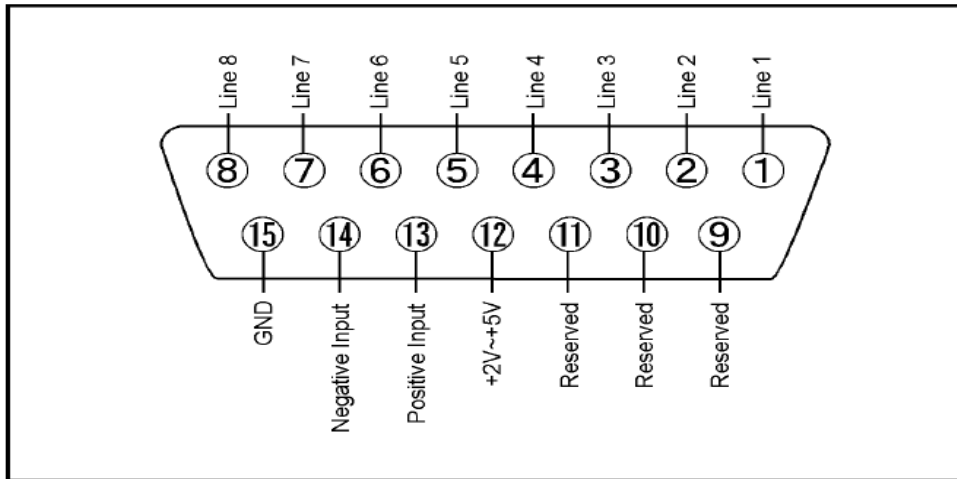 Line 8
Line 7
Line 6
Line 5
Line 4
Line 3
Line 2
Line 1
8
7
6
5
4
3
2
1
15
14
13
12
11
10
9
GND
Negative Input
Positive Input
+2V~+5V
Reserved
Reserved
Reserved